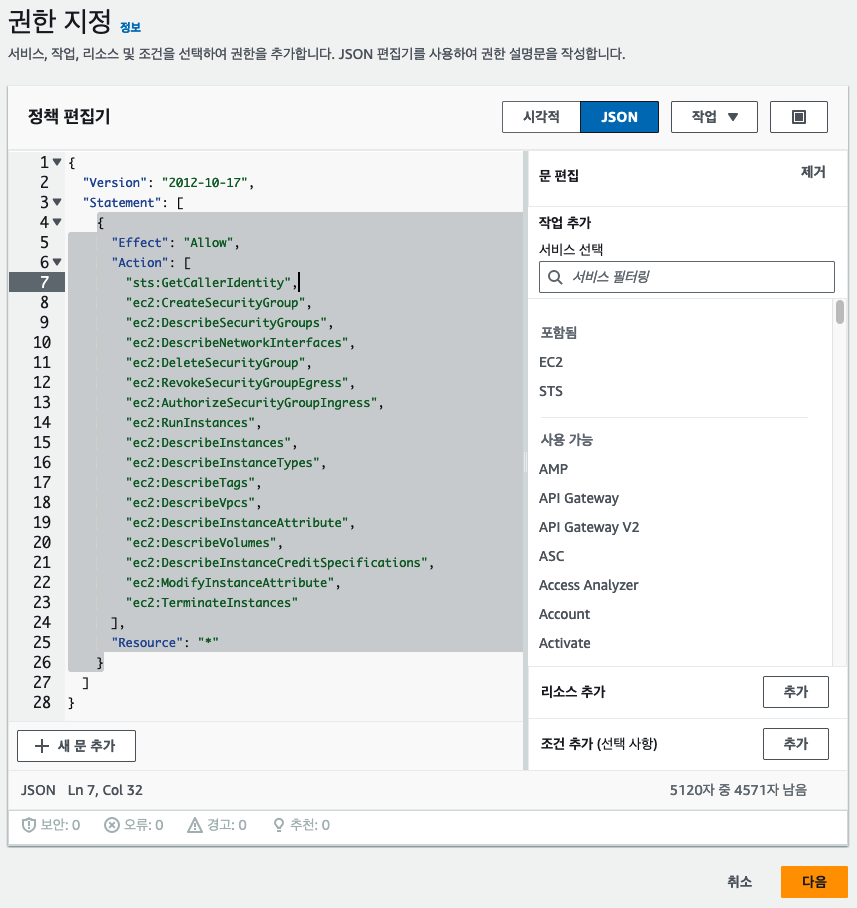 권한 지정 정보
서비스, 작업, 리소스 및 조건을 선택하여 권한을 추가합니다. JSON 편집기를 사용하여 권한 설명문을 작성합니다.
정책 편집기
시각적
JSON
작업
1 {
2 "Version": "2012-10-17",
3 "Statement": [
4 {
5 "Effect": "Allow",
6 "Action": [
7 "sts:GetCallerIdentity",
8 "ec2:CreateSecurityGroup",
9 "ec2:DescribeSecurityGroups",
10 "ec2:DescribeNetworkInterfaces",
11 "ec2:DeleteSecurityGroup",
12 "ec2:RevokeSecurityGroupEgress",
13 "ec2:AuthorizeSecurityGroupIngress",
14 "ec2:RunInstances",
15 "ec2:DescribeInstances",
16 "ec2:DescribeInstanceTypes",
17 "ec2:DescribeTags",
18 "ec2:DescribeVpcs",
19 "ec2:DescribeInstanceAttribute",
20 "ec2:DescribeVolumes",
21 "ec2:DescribeInstanceCreditSpecifications",
22 "ec2:ModifyInstanceAttribute",
23 "ec2:TerminateInstances"
24 ],
25 "Resource": "*"
26 }
27 ]
28 }
문 편집
제거
작업 추가
서비스 선택
서비스 필터링
포함됨
EC2
STS
사용 가능
AMP
API Gateway
API Gateway V2
ASC
Access Analyzer
Account
Activate
리소스 추가
추가
조건 추가 (선택 사항)
추가
+ 새 문 추가
JSON Ln 7, Col 32
5120자 중 4571자 남음
보안: 0
오류: 0
경고: 0
추천: 0
취소
다음